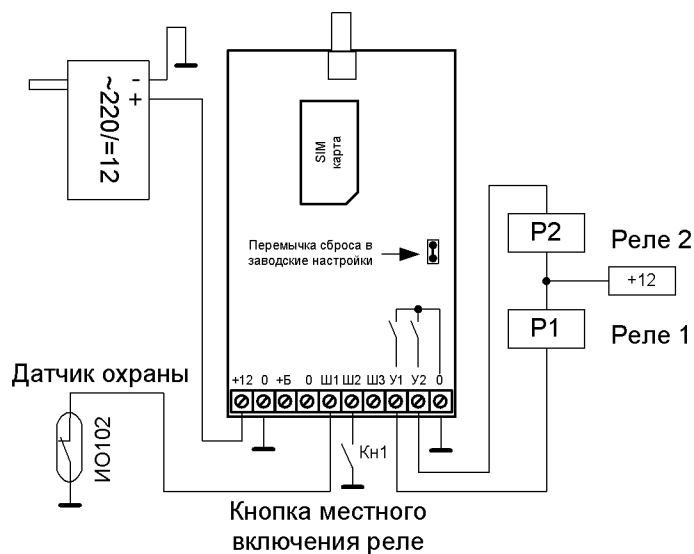 -
+
~220/=12
SIM
карта
Перемычка сброса в
заводские настройки
P2
Реле 2
+12
P1
Реле 1
Датчик охраны
+12 0 +Б 0 Ш1 Ш2 Ш3 У1 У2 0
ИО102
Кн1
Кнопка местного
включения реле